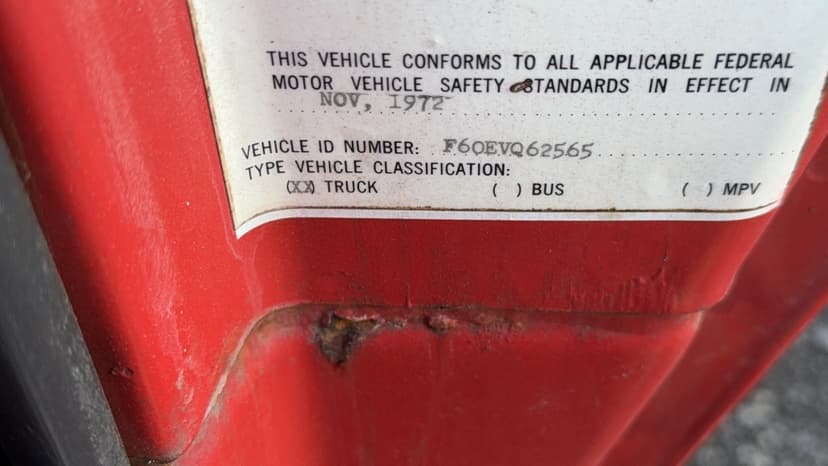 THIS VEHICLE CONFORMS TO ALL APPLICABLE FEDERAL
MOTOR VEHICLE SAFETY STANDARDS IN EFFECT IN
NOV, 1972
VEHICLE ID NUMBER: F60EVQ62565
TYPE VEHICLE CLASSIFICATION:
(XX) TRUCK ( ) BUS ( ) MPV